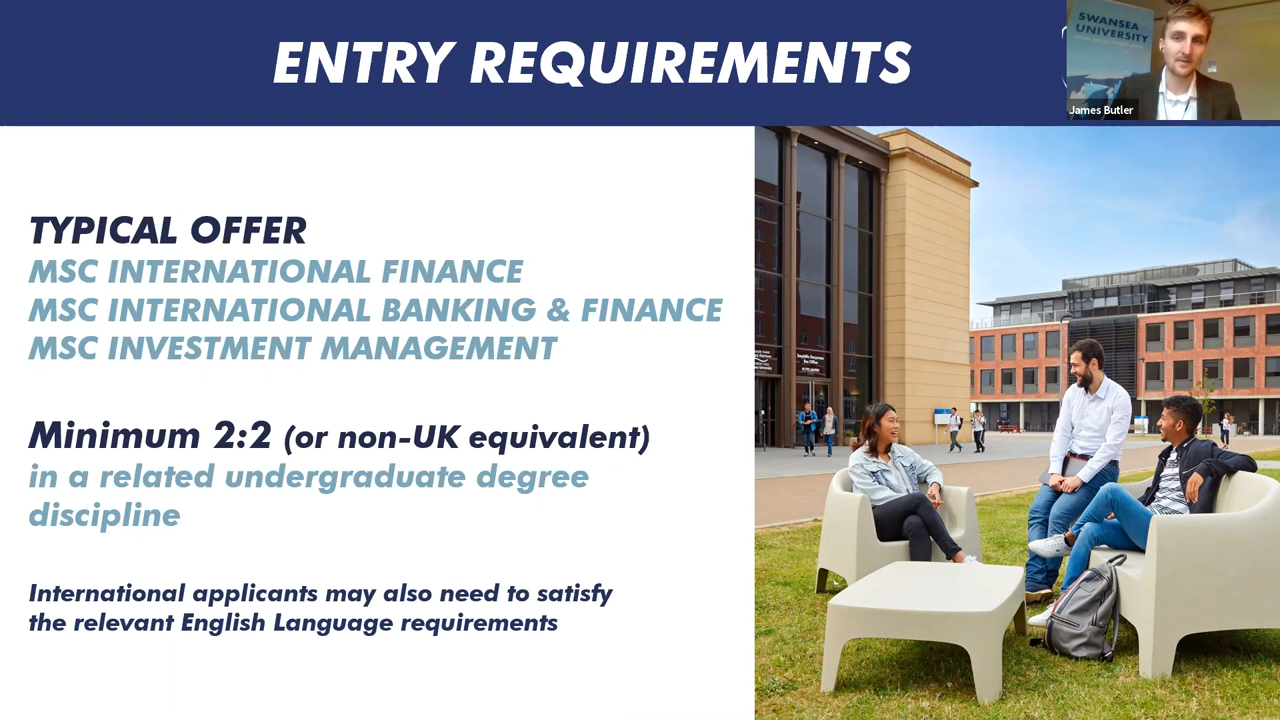 ENTRY REQUIREMENTS
SWANSEA
UNIVERSITY
James Butler
TYPICAL OFFER
MSC INTERNATIONAL FINANCE
MSC INTERNATIONAL BANKING & FINANCE
MSC INVESTMENT MANAGEMENT
Minimum 2:2 (or non-UK equivalent)
in a related undergraduate degree
discipline
International applicants may also need to satisfy
the relevant English Language requirements